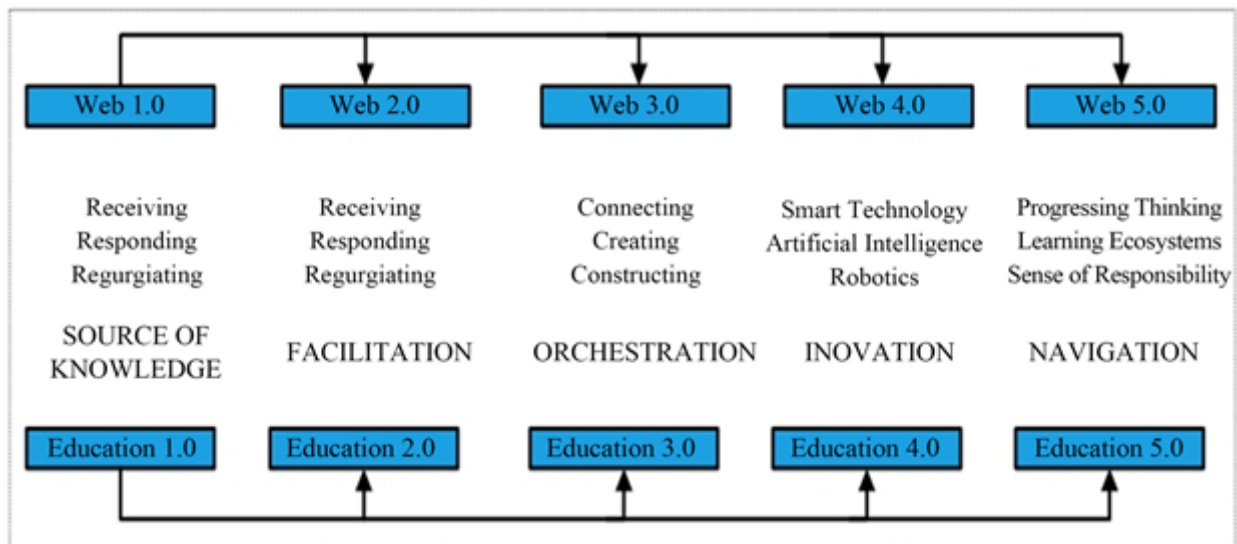 Web 1.0
Web 2.0
Web 3.0
Web 4.0
Web 5.0
Receiving
Responding
Regurgiating
Receiving
Responding
Regurgiating
Connecting
Creating
Constructing
Smart Technology
Artificial Intelligence
Robotics
Progressing Thinking
Learning Ecosystems
Sense of Responsibility
SOURCE OF
KNOWLEDGE
FACILITATION
ORCHESTRATION
INOVATION
NAVIGATION
Education 1.0
Education 2.0
Education 3.0
Education 4.0
Education 5.0